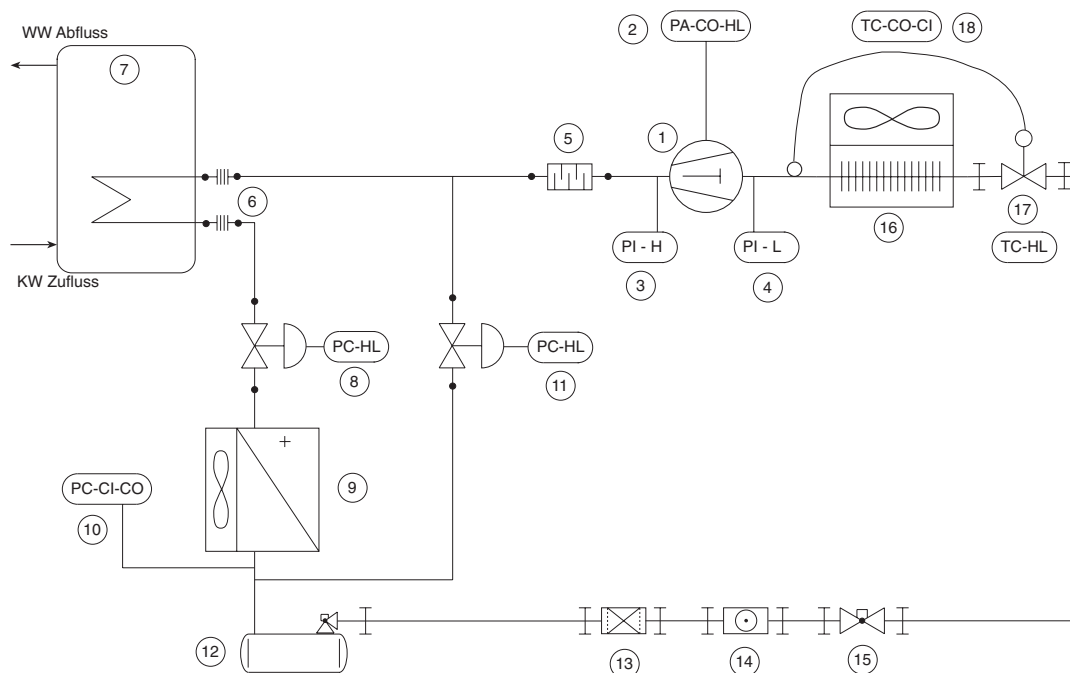 WW Abfluss
2
PA-CO-HL
TC-CO-CI
18
7
5
1
6
PI - H
PI - L
16
17
TC-HL
3
4
KW Zufluss
PC-HL
8
PC-HL
11
+
9
PC-CI-CO
10
12
13
14
15